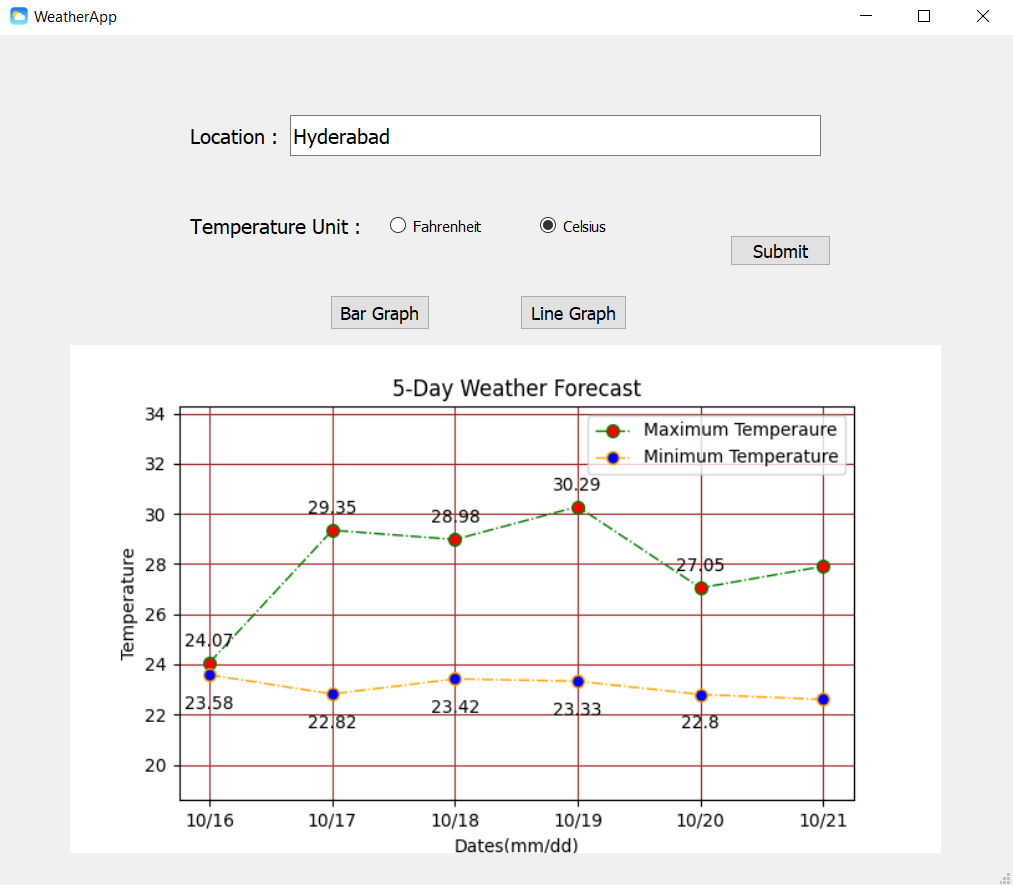 WeatherApp
Location : Hyderabad
Temperature Unit : Fahrenheit Celsius
Submit
Bar Graph Line Graph
5-Day Weather Forecast
34
32
30
28
26
24
22
20
Temperature
Maximum Temperaure
Minimum Temperature
24.07
29.35
28.98
30.29
27.05
23.58
22.82
23.42
23.33
22.8
10/16 10/17 10/18 10/19 10/20 10/21
Dates(mm/dd)